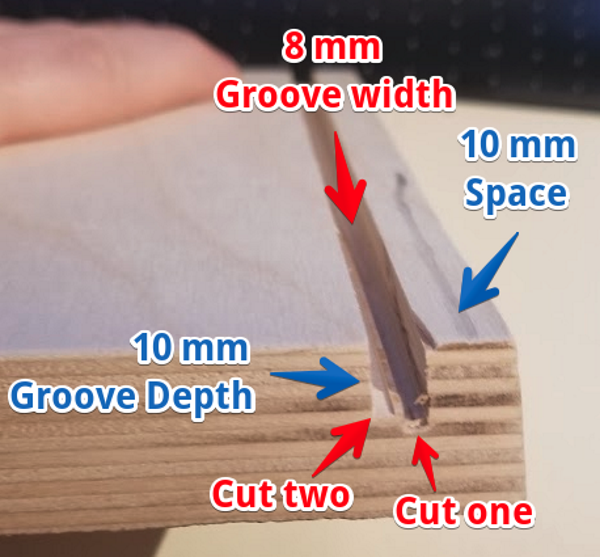 8 mm
Groove width
10 mm
Space
10 mm
Groove Depth
Cut two
Cut one